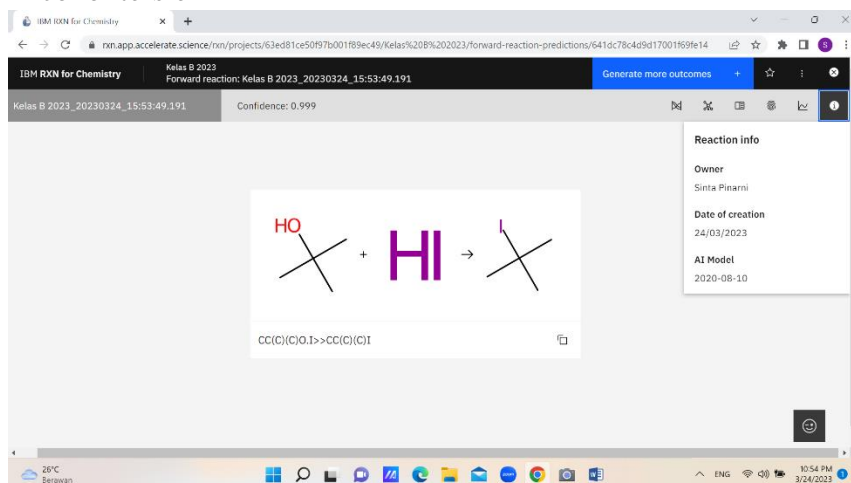 IBM RXN for Chemistry
rxn.app.accelerate.science/rxn/projects/63ed81ce50f97b001f89ec49/Kelas%20B%202023/forward-reaction-predictions/641dc78c4d9d17001f69fe14
IBM RXN for Chemistry
Kelas B 2023
Forward reaction: Kelas B 2023_20230324_15:53:49.191
Generate more outcomes +
Kelas B 2023_20230324_15:53:49.191
Confidence: 0.999
Reaction info
Owner
Sinta Pinarni
Date of creation
24/03/2023
AI Model
2020-08-10
HO
+ HI → I
CC(C)(C)O.I>>CC(C)(C)I
26°C
Berawan
ENG
10:54 PM
3/24/2023
1